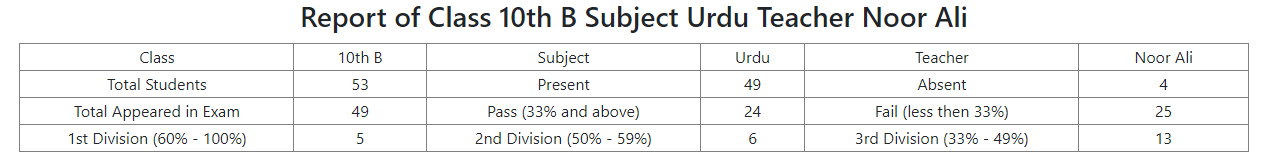 Report of Class 10th B Subject Urdu Teacher Noor Ali
Class 10th B Subject Urdu Teacher Noor Ali
Total Students 53 Present 49 Absent 4
Total Appeared in Exam 49 Pass (33% and above) 24 Fail (less then 33%) 25
1st Division (60% - 100%) 5 2nd Division (50% - 59%) 6 3rd Division (33% - 49%) 13